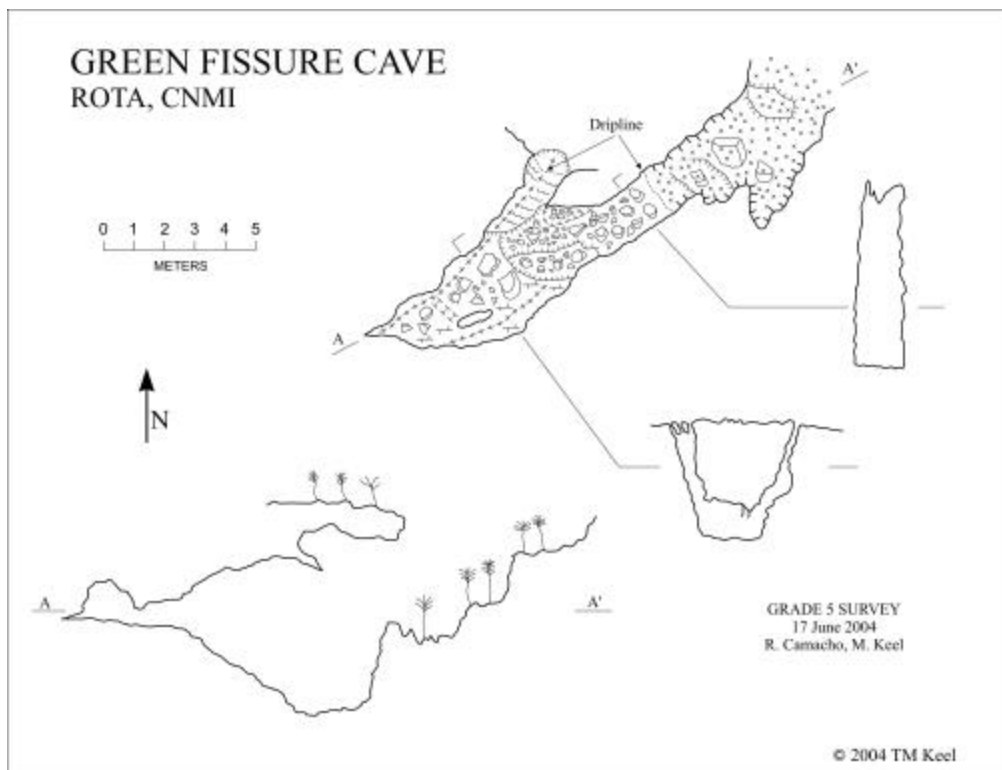 GREEN FISSURE CAVE
ROTA, CNMI
Dripline
A'
0 1 2 3 4 5
METERS
A
N
A
A'
GRADE 5 SURVEY
17 June 2004
R. Camacho, M. Keel
© 2004 TM Keel